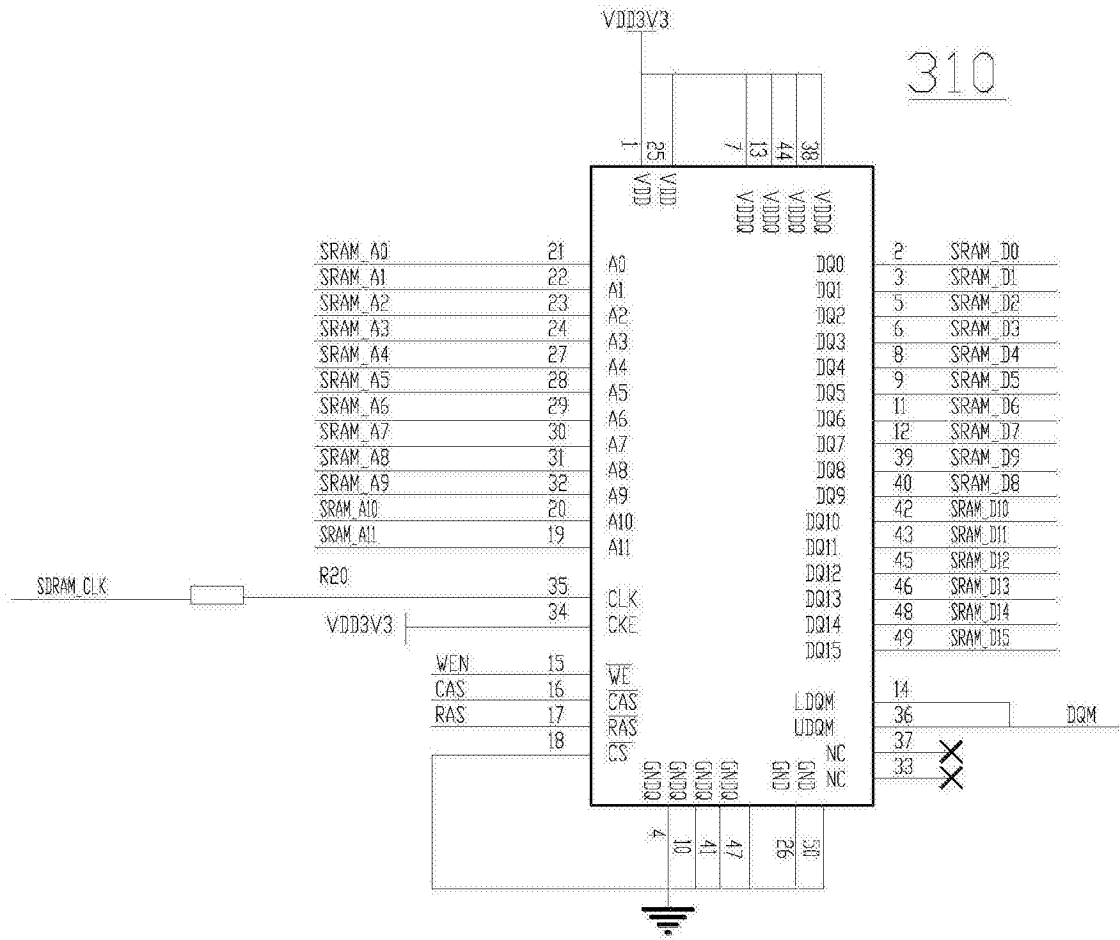 VDD3V3
310
1 25 7 13 44 38
VDD VDD VDDQ VDDQ VDDQ VDDQ
SRAM_A0 21 A0 DQ0 2 SRAM_D0
SRAM_A1 22 A1 DQ1 3 SRAM_D1
SRAM_A2 23 A2 DQ2 5 SRAM_D2
SRAM_A3 24 A3 DQ3 6 SRAM_D3
SRAM_A4 27 A4 DQ4 8 SRAM_D4
SRAM_A5 28 A5 DQ5 9 SRAM_D5
SRAM_A6 29 A6 DQ6 11 SRAM_D6
SRAM_A7 30 A7 DQ7 12 SRAM_D7
SRAM_A8 31 A8 DQ8 39 SRAM_D9
SRAM_A9 32 A9 DQ9 40 SRAM_D8
SRAM_A10 20 A10 DQ10 42 SRAM_D10
SRAM_A11 19 A11 DQ11 43 SRAM_D11
DQ12 45 SRAM_D12
SDRAM_CLK R20 35 CLK DQ13 46 SRAM_D13
VDD3V3 34 CKE DQ14 48 SRAM_D14
DQ15 49 SRAM_D15
WEN 15 WE
CAS 16 CAS LDQM 14
RAS 17 RAS UDQM 36 DQM
18 CS NC 37
NC 33
GNDQ GNDQ GNDQ GNDQ GND GND
4 10 41 47 26 50